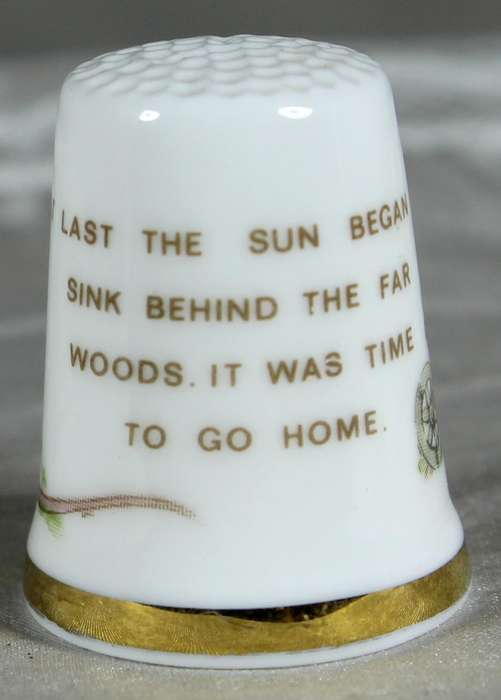 LAST THE SUN BEGAN
SINK BEHIND THE FAR
WOODS. IT WAS TIME
TO GO HOME.